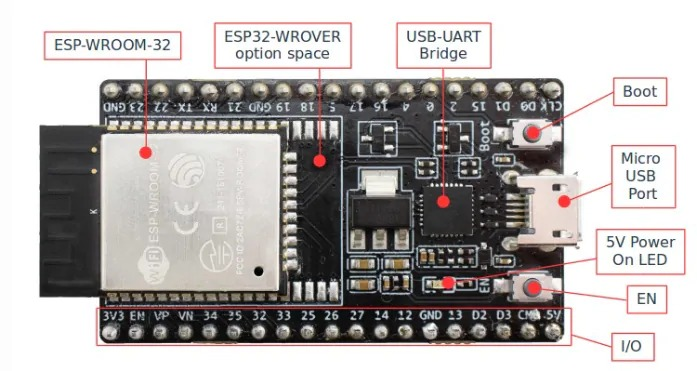 ESP-WROOM-32
ESP32-WROVER
option space
USB-UART
Bridge
Boot
Micro
USB
Port
5V Power
On LED
EN
I/O
GND 23 22 TX RX 21 GND 19 18 5 17 16 4 0 2 15 D1 D0 CLK
Boot
WiFi ESP-WROOM-
CE
R
EN
3V3 EN VP VN 34 35 32 33 25 26 27 14 12 GND 13 D2 D3 CMD 5V